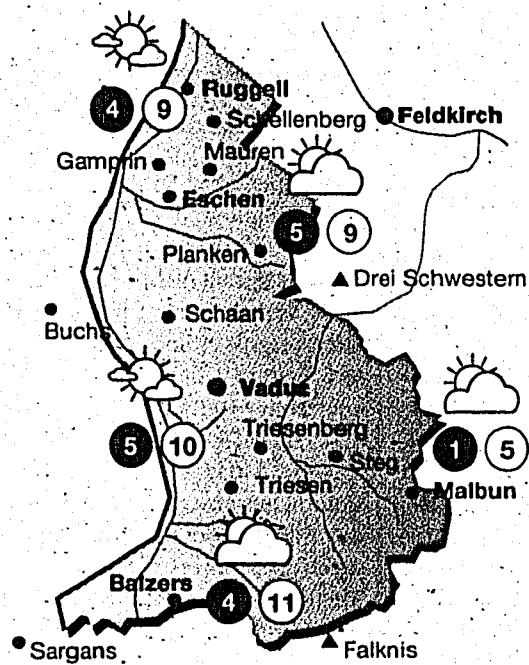 Ruggell
4 9
Schellenberg
Feldkirch
Gamprin
Mauren
Eschen
5 9
Planken
Drei Schwestern
Schaan
Buchs
Vaduz
5 10
Triesenberg
Steg
1 5
Triesen
Malbun
Balzers
4 11
Sargans
Falknis